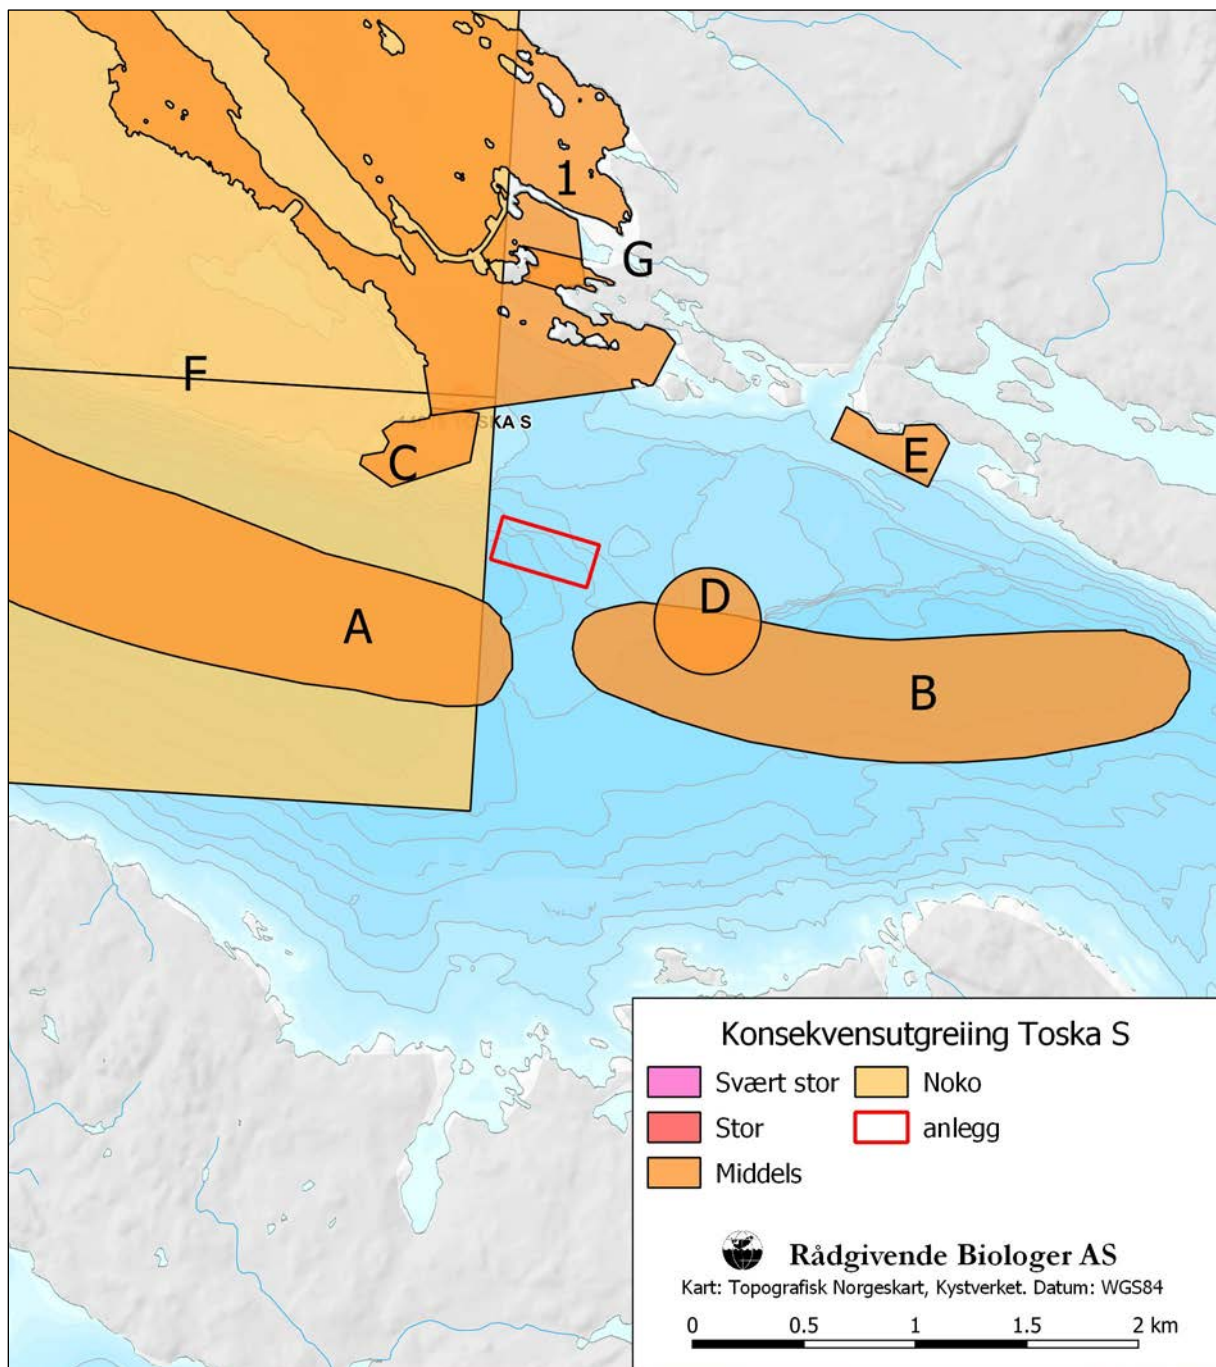 1
G
F
TOSKA S
C
E
D
A
B
Konsekvensutgreiing Toska S
Svært stor
Noko
Stor
anlegg
Middels
Rådgivende Biologer AS
Kart: Topografisk Norgeskart, Kystverket. Datum: WGS84
0 0.5 1 1.5 2 km